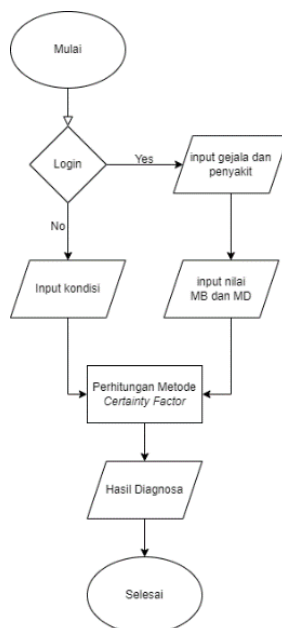 Mulai
Login
Yes
input gejala dan
penyakit
No
Input kondisi
input nilai
MB dan MD
Perhitungan Metode
Certainty Factor
Hasil Diagnosa
Selesai